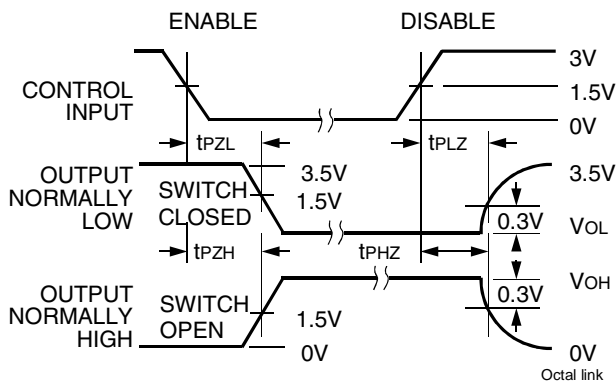 ENABLE DISABLE
3V
CONTROL INPUT
1.5V
0V
tPZL tPLZ
OUTPUT NORMALLY LOW
SWITCH CLOSED
3.5V
1.5V
3.5V
0.3V
VOL
tPZH tPHZ
OUTPUT NORMALLY HIGH
SWITCH OPEN
1.5V
0V
VOH
0.3V
0V
Octal link